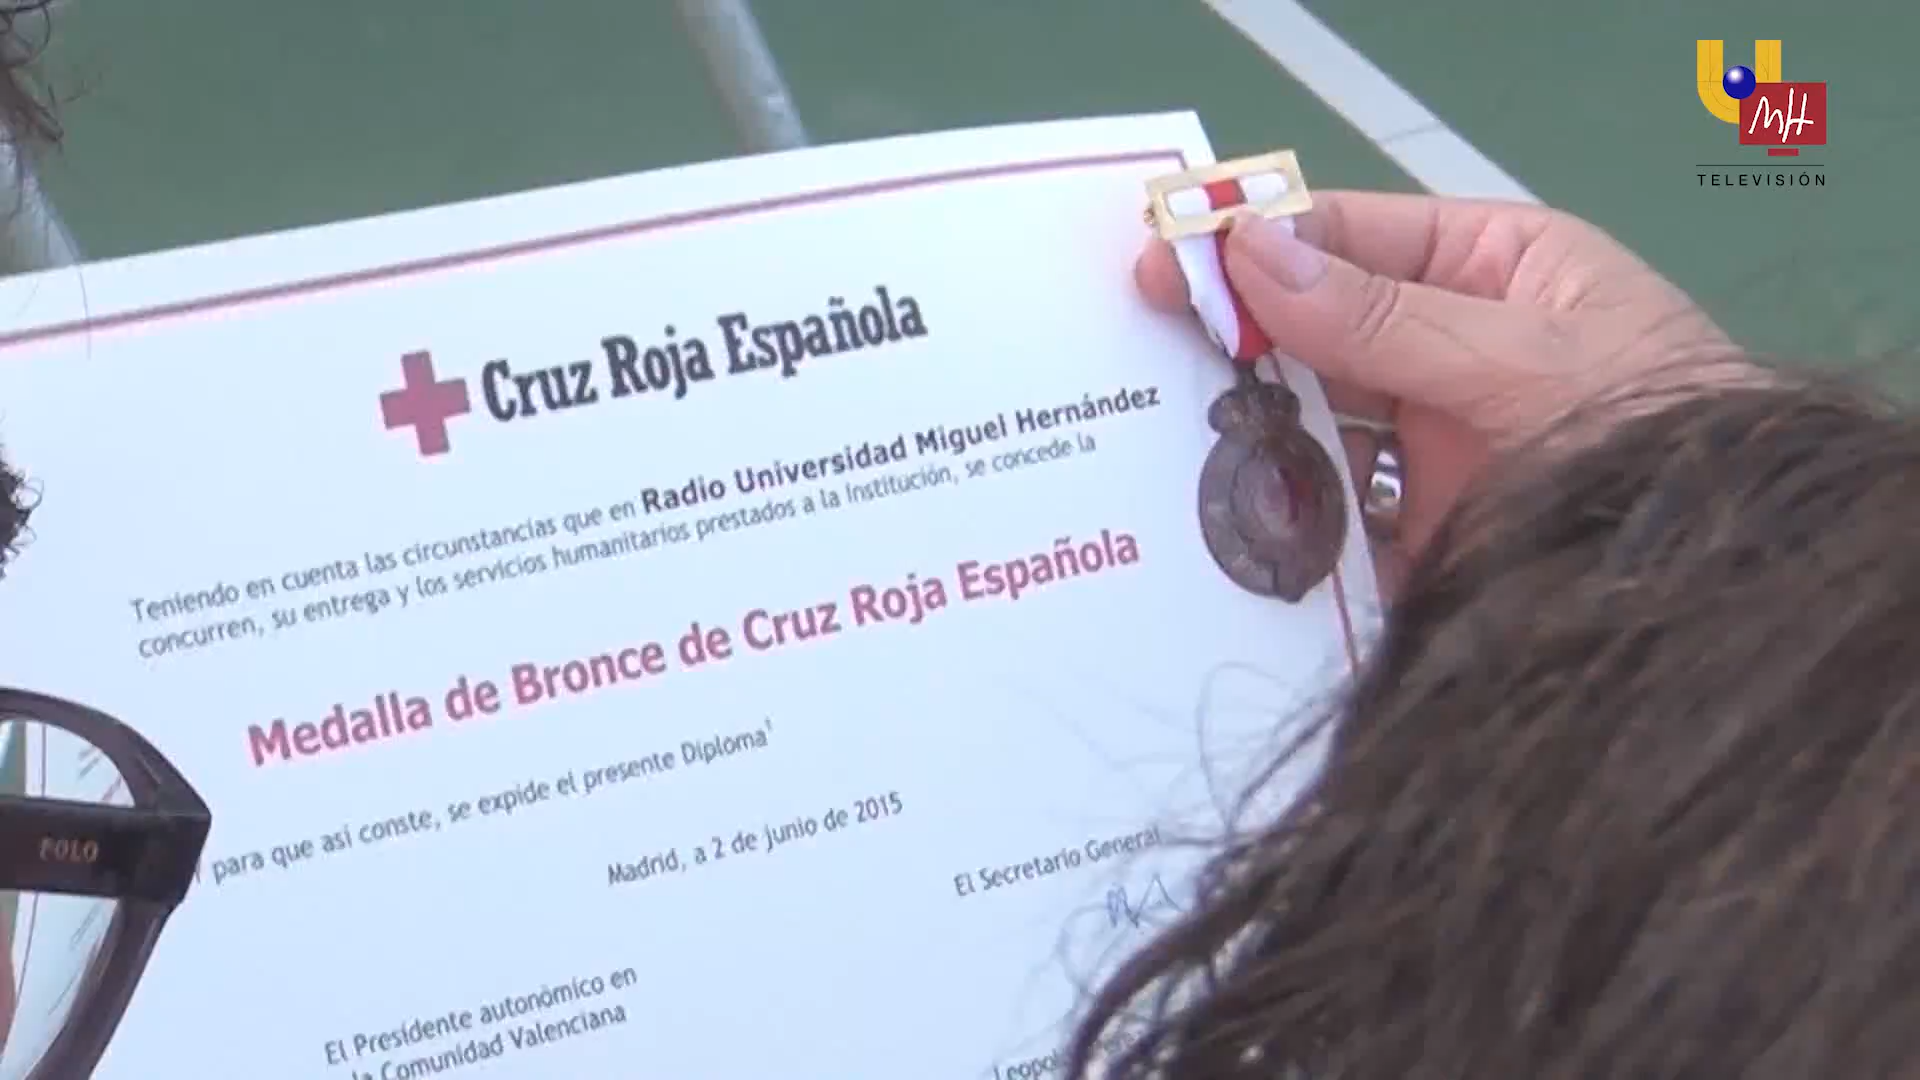 MH
TELEVISIÓN
Cruz Roja Española
Teniendo en cuenta las circunstancias que en Radio Universidad Miguel Hernández
concurren, su entrega y los servicios humanitarios prestados a la Institución, se concede la
Medalla de Bronce de Cruz Roja Española
para que así conste, se expide el presente Diploma
Madrid, a 2 de junio de 2015
El Secretario General
El Presidente autonómico en
la Comunidad Valenciana
POLO